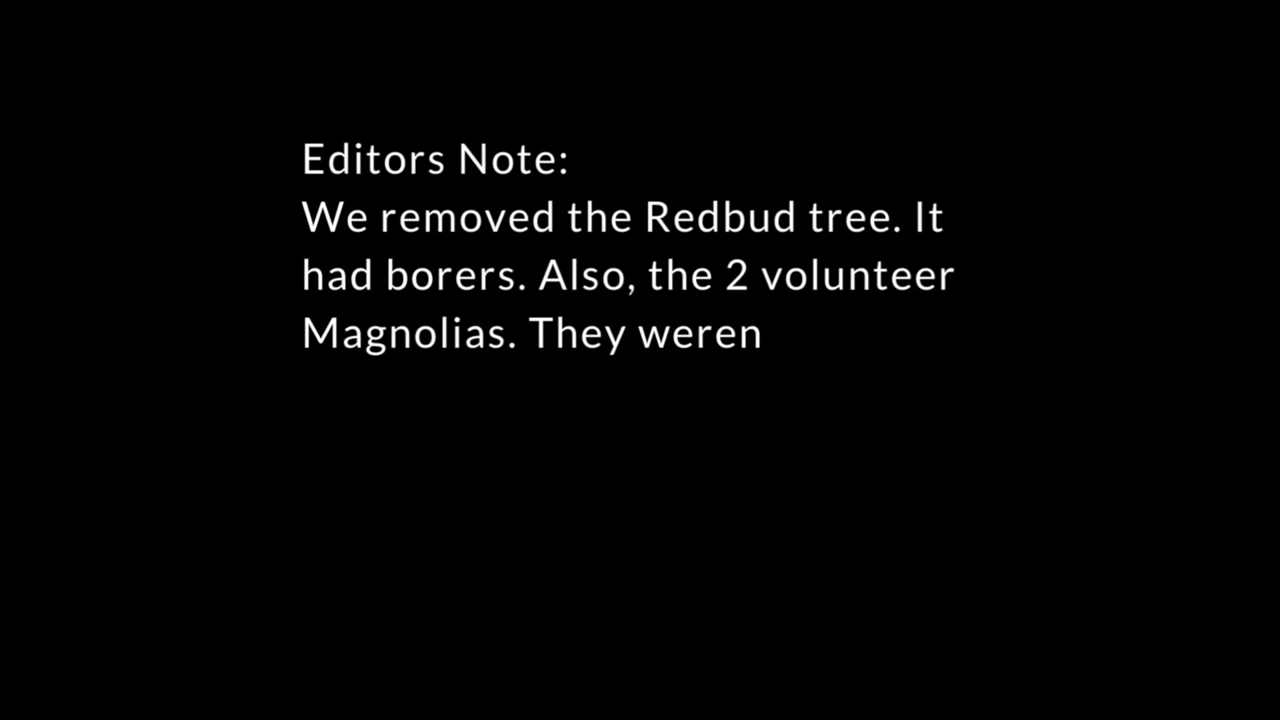 Editors Note:
We removed the Redbud tree. It
had borers. Also, the 2 volunteer
Magnolias. They weren